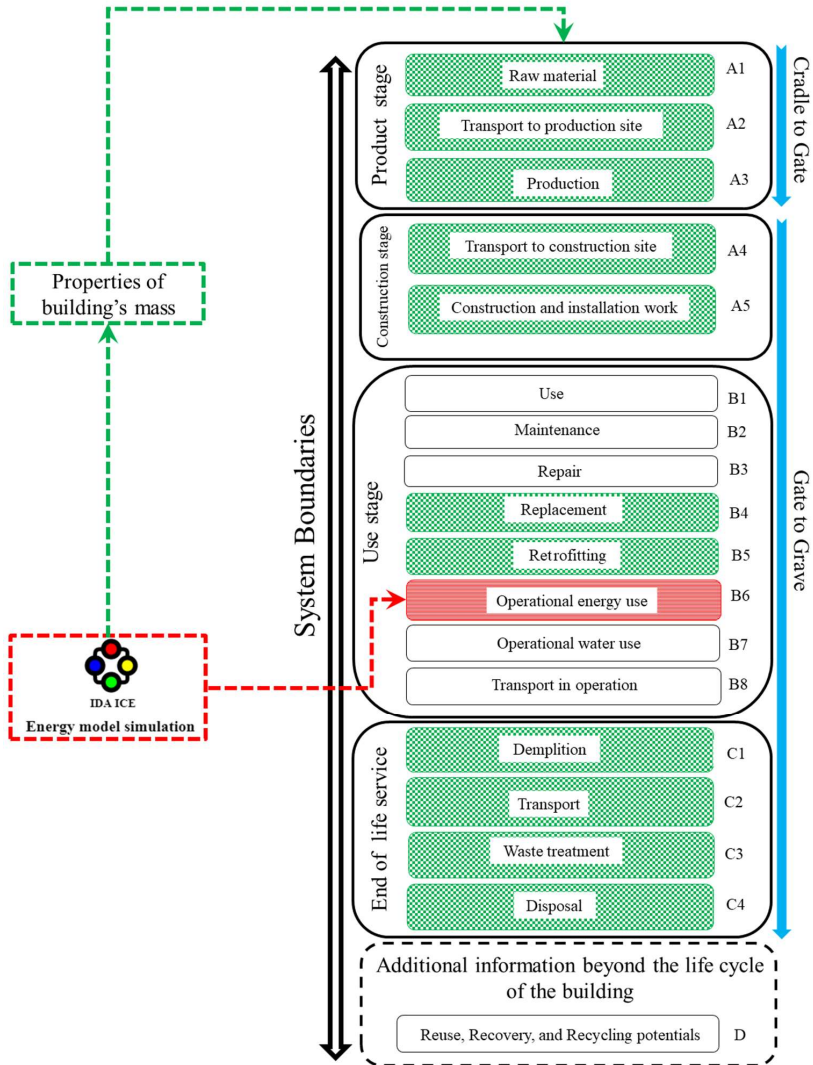 Product stage
Raw material
A1
Transport to production site
A2
Production
A3
Cradle to Gate
Construction stage
Transport to construction site
A4
Construction and installation work
A5
Properties of
building's mass
System Boundaries
Use stage
Use
B1
Maintenance
B2
Repair
B3
Replacement
B4
Retrofitting
B5
Operational energy use
B6
Operational water use
B7
Transport in operation
B8
Gate to Grave
IDA ICE
Energy model simulation
End of life service
Demplition
C1
Transport
C2
Waste treatment
C3
Disposal
C4
Additional information beyond the life cycle
of the building
Reuse, Recovery, and Recycling potentials
D